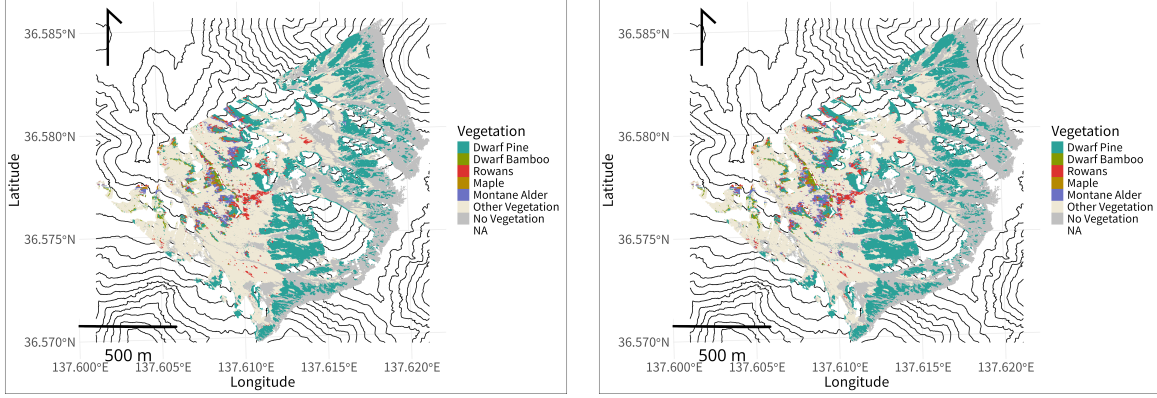 36.585°N
36.580°N
36.575°N
36.570°N
Latitude
500 m
137.600°E 137.605°E 137.610°E 137.615°E 137.620°E
Longitude
Vegetation
Dwarf Pine
Dwarf Bamboo
Rowans
Maple
Montane Alder
Other Vegetation
No Vegetation
NA
36.585°N
36.580°N
36.575°N
36.570°N
Latitude
500 m
137.600°E 137.605°E 137.610°E 137.615°E 137.620°E
Longitude
Vegetation
Dwarf Pine
Dwarf Bamboo
Rowans
Maple
Montane Alder
Other Vegetation
No Vegetation
NA